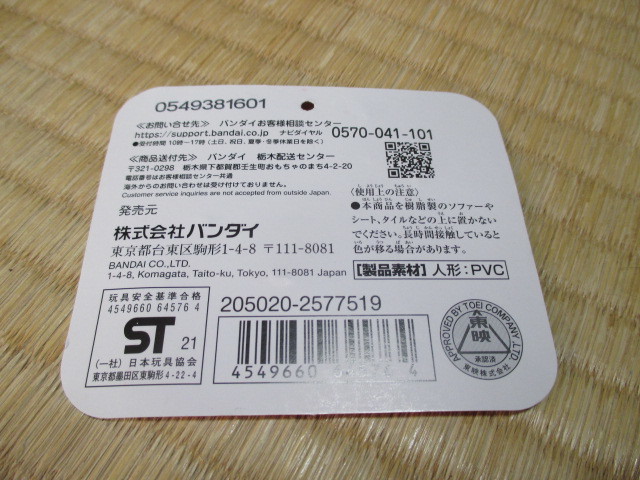 0549381601
≪お問い合せ先≫ バンダイお客様相談センター
https://support.bandai.co.jp ナビダイヤル 0570-041-101
●受付時間 10時~17時(土日、祝日、夏季・冬季休業日を除く)
≪商品送付先≫ バンダイ 栃木配送センター
〒321-0298 栃木県下都賀郡壬生町おもちゃのまち4-2-20
電話番号はお客様相談センター共通
海外からのお問い合わせは受け付けておりません。
Customer service inquiries are not accepted from outside Japan.
発売元
株式会社バンダイ
東京都台東区駒形1-4-8 〒111-8081
BANDAI CO.,LTD.
1-4-8, Komagata, Taito-ku, Tokyo, 111-8081 Japan
〈使用上の注意〉
●本商品を樹脂製のソファーや
シート、タイルなどの上に置かない
でください。長時間接触していると
色が移る場合があります。
製品素材 人形:PVC
玩具安全基準合格
4549660 64576 4
ST 21
(一社)日本玩具協会
東京都墨田区東駒形4-22-4
205020-2577519
4549660 4
APPROVED BY TOEI COMPANY, LTD
東映
承認済
東映株式会社